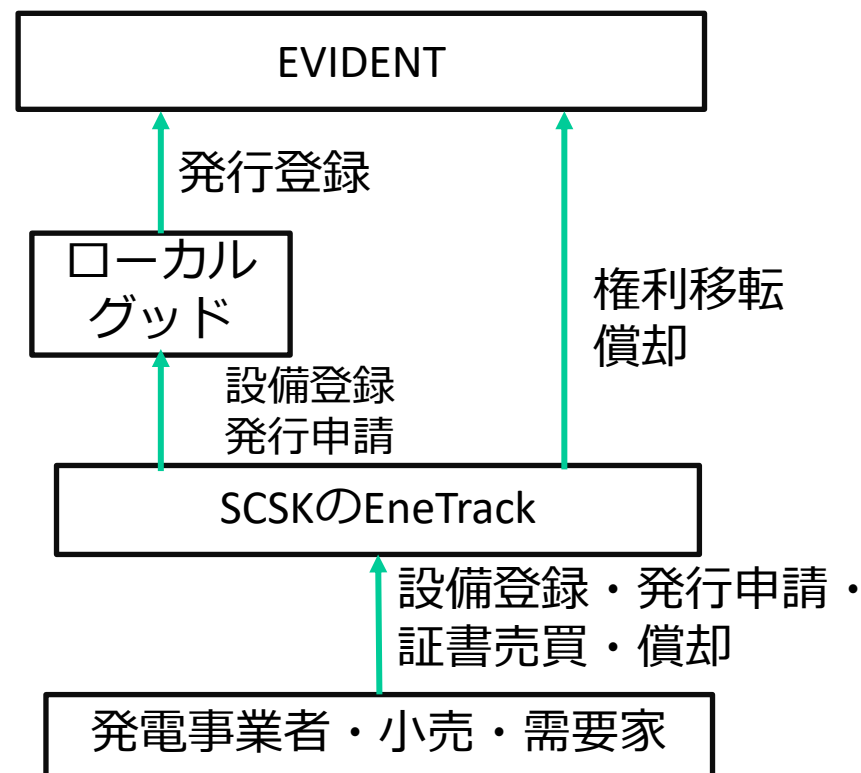 EVIDENT
発行登録
ローカル
グッド
権利移転
償却
設備登録
発行申請
SCSKのEneTrack
設備登録・発行申請・
証書売買・償却
発電事業者・小売・需要家